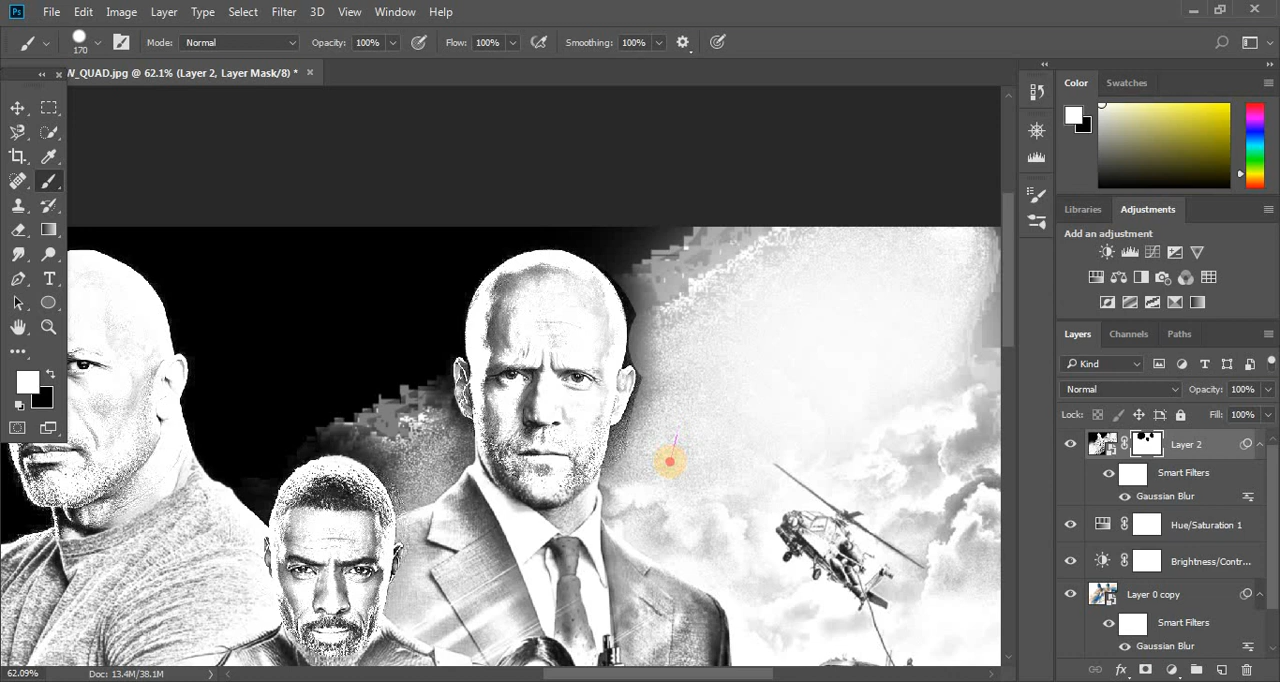 Ps File Edit Image Layer Type Select Filter 3D View Window Help
170 Mode: Normal Opacity: 100% Flow: 100% Smoothing: 100%
W_QUAD.jpg @ 62.1% (Layer 2, Layer Mask/8) *
Color Swatches
Libraries Adjustments
Add an adjustment
Layers Channels Paths
Kind
Normal Opacity: 100%
Lock: Fill: 100%
Layer 2
Smart Filters
Gaussian Blur
Hue/Saturation 1
Brightness/Contr...
Layer 0 copy
Smart Filters
Gaussian Blur
62.09% Doc: 13.4M/38.1M